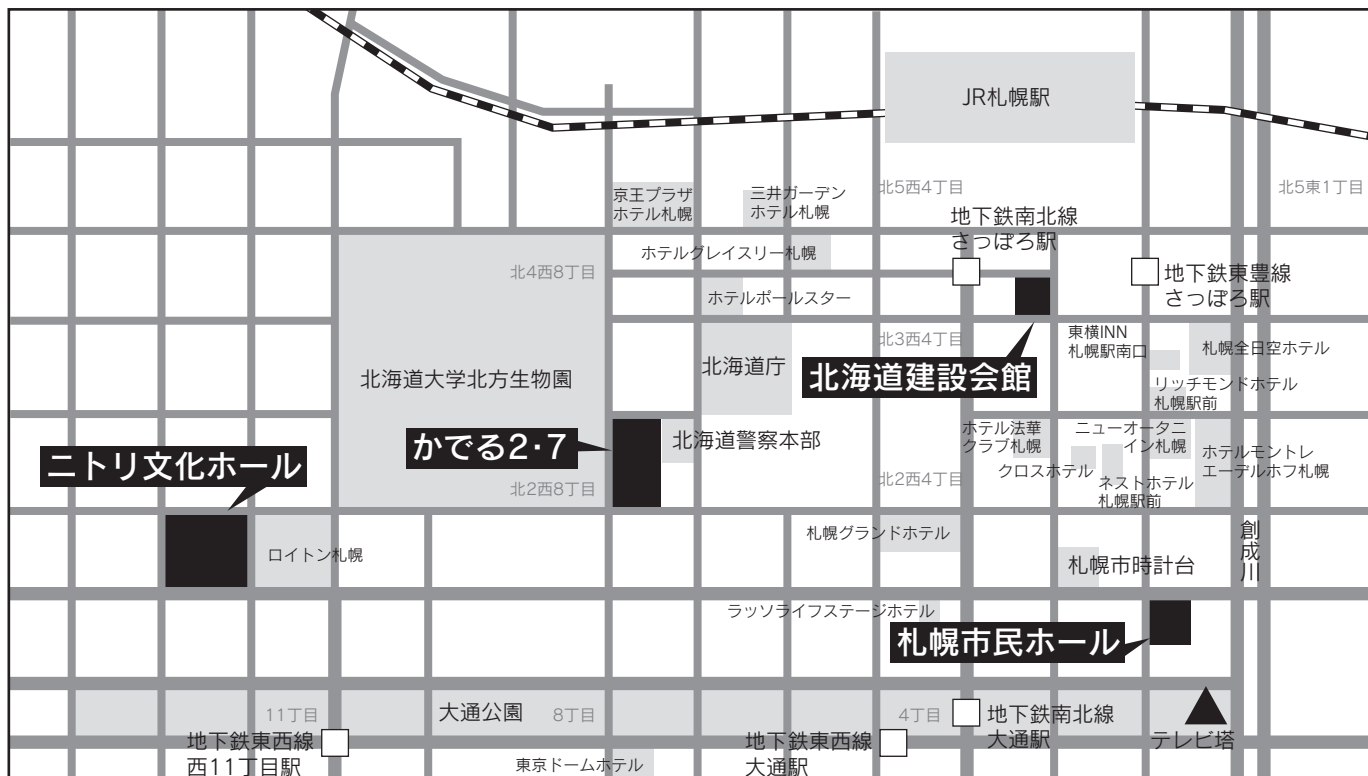 JR札幌駅
京王プラザ
ホテル札幌
三井ガーデン
ホテル札幌
北5西4丁目
北5東1丁目
地下鉄南北線
さっぽろ駅
ホテルグレイスリー札幌
北4西8丁目
地下鉄東豊線
さっぽろ駅
ホテルポールスター
東横INN
札幌駅南口
北3西4丁目
札幌全日空ホテル
北海道庁
北海道大学北方生物園
北海道建設会館
リッチモンドホテル
札幌駅前
かでる2・7
北海道警察本部
ホテル法華
クラブ札幌
ニューオータニ
イン札幌
ホテルモントレ
エーデルホフ札幌
ニトリ文化ホール
クロスホテル
北2西8丁目
北2西4丁目
ネストホテル
札幌駅前
札幌グランドホテル
創成川
ロイトン札幌
札幌市時計台
ラッソライフステージホテル
札幌市民ホール
11丁目
大通公園
8丁目
4丁目
地下鉄南北線
大通駅
テレビ塔
地下鉄東西線
西11丁目駅
地下鉄東西線
大通駅
東京ドームホテル